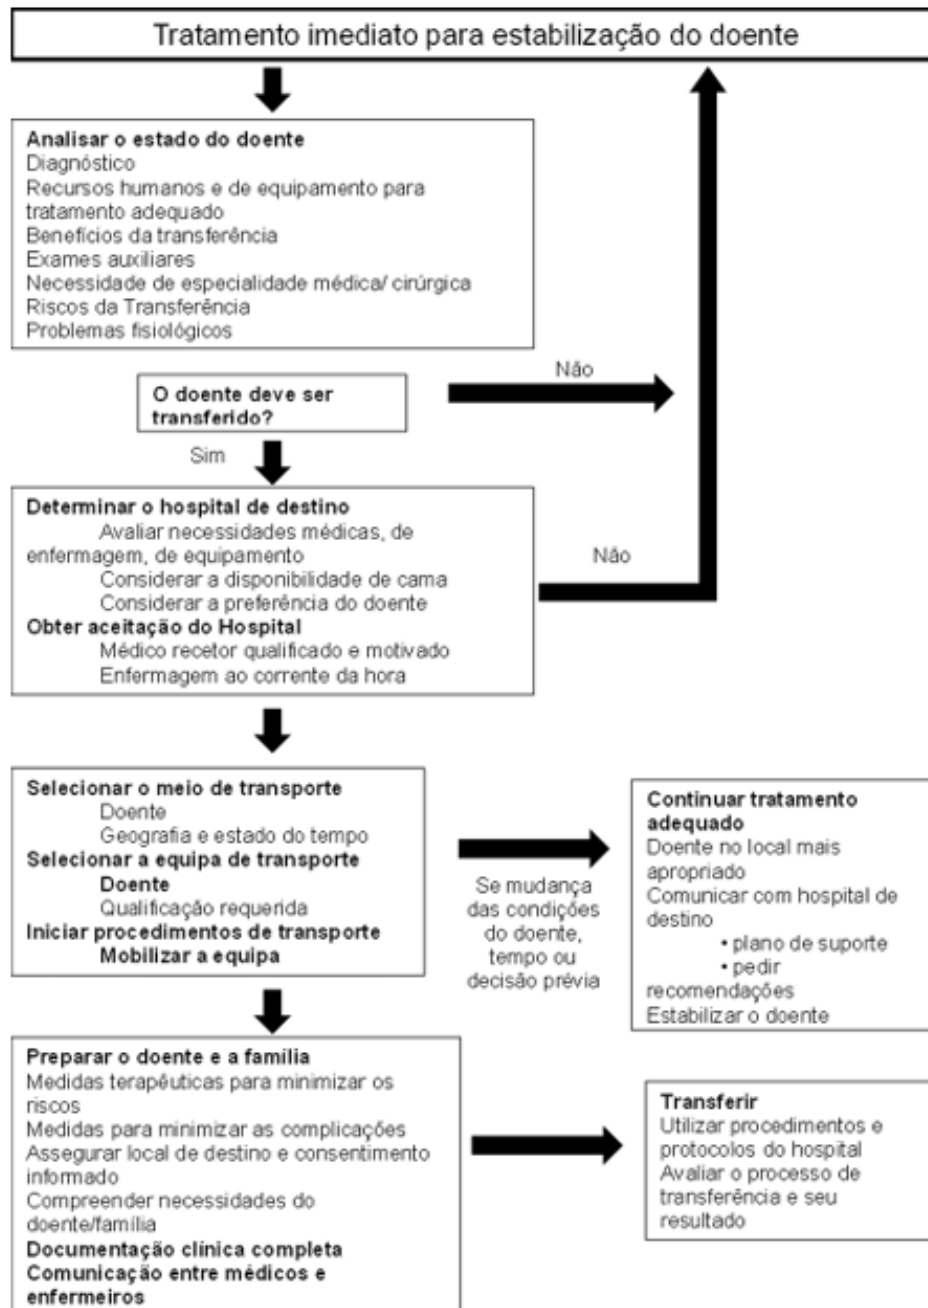 Tratamento imediato para estabilização do doente
Analisar o estado do doente
Diagnóstico
Recursos humanos e de equipamento para
tratamento adequado
Benefícios da transferência
Exames auxiliares
Necessidade de especialidade médica/ cirúrgica
Riscos da Transferência
Problemas fisiológicos
Não
O doente deve ser
transferido?
Sim
Determinar o hospital de destino
Avaliar necessidades médicas, de
enfermagem, de equipamento
Considerar a disponibilidade de cama
Considerar a preferência do doente
Obter aceitação do Hospital
Médico recetor qualificado e motivado
Enfermagem ao corrente da hora
Não
Selecionar o meio de transporte
Doente
Geografia e estado do tempo
Selecionar a equipa de transporte
Doente
Qualificação requerida
Iniciar procedimentos de transporte
Mobilizar a equipa
Se mudança
das condições
do doente,
tempo ou
decisão prévia
Continuar tratamento
adequado
Doente no local mais
apropriado
Comunicar com hospital de
destino
• plano de suporte
• pedir
recomendações
Estabilizar o doente
Preparar o doente e a família
Medidas terapêuticas para minimizar os
riscos
Medidas para minimizar as complicações
Assegurar local de destino e consentimento
informado
Compreender necessidades do
doente/família
Documentação clínica completa
Comunicação entre médicos e
enfermeiros
Transferir
Utilizar procedimentos e
protocolos do hospital
Avaliar o processo de
transferência e seu
resultado